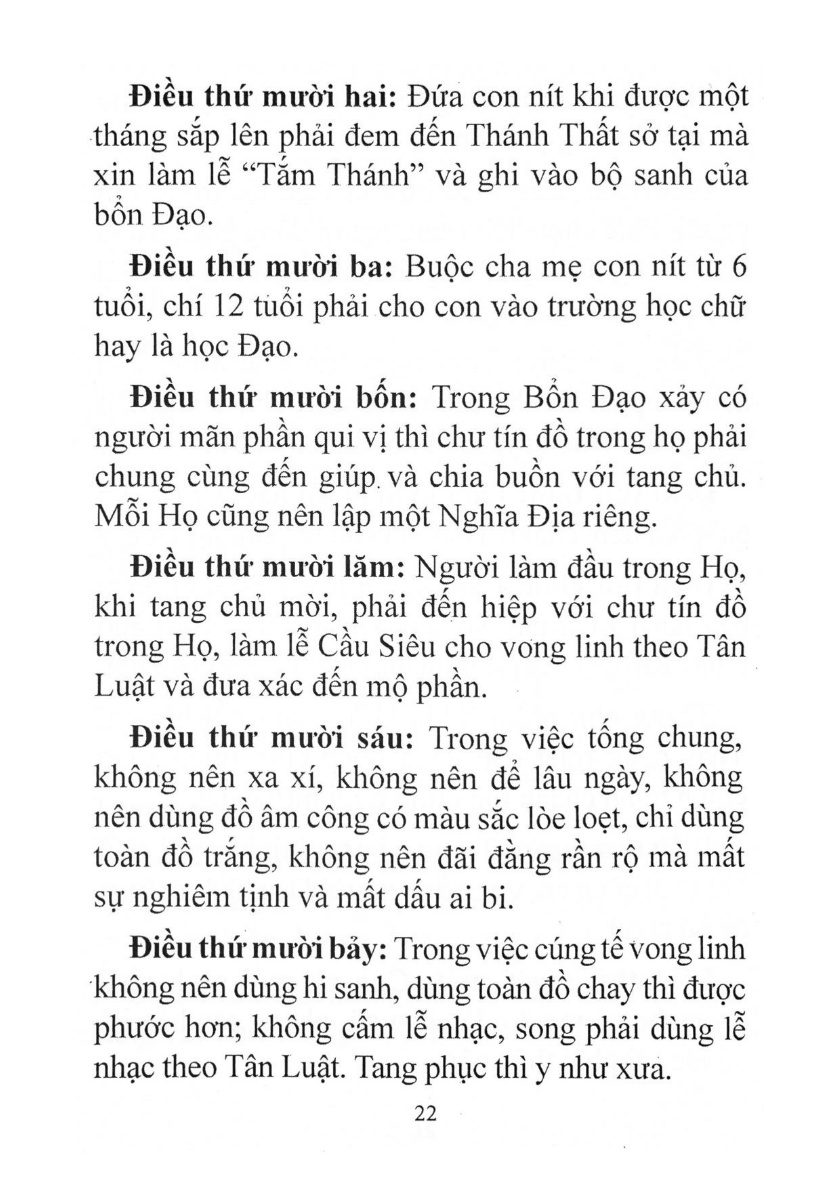 Điều thứ mười hai: Đứa con nít khi được một
tháng sắp lên phải đem đến Thánh Thất sở tại mà
xin làm lễ “Tắm Thánh” và ghi vào bộ sanh của
bổn Đạo.
Điều thứ mười ba: Buộc cha mẹ con nít từ 6
tuổi, chí 12 tuổi phải cho con vào trường học chữ
hay là học Đạo.
Điều thứ mười bốn: Trong Bổn Đạo xảy có
người mãn phần qui vị thì chư tín đồ trong họ phải
chung cùng đến giúp và chia buồn với tang chủ.
Mỗi Họ cũng nên lập một Nghĩa Địa riêng.
Điều thứ mười lăm: Người làm đầu trong Họ,
khi tang chủ mời, phải đến hiệp với chư tín đồ
trong Họ, làm lễ Cầu Siêu cho vong linh theo Tân
Luật và đưa xác đến mộ phần.
Điều thứ mười sáu: Trong việc tống chung,
không nên xa xí, không nên để lâu ngày, không
nên dùng đồ âm công có màu sắc lòe loẹt, chỉ dùng
toàn đồ trắng, không nên đãi đằng rần rộ mà mất
sự nghiêm tịnh và mất dấu ai bi.
Điều thứ mười bảy: Trong việc cúng tế vong linh
không nên dùng hi sanh, dùng toàn đồ chay thì được
phước hơn; không cấm lễ nhạc, song phải dùng lễ
nhạc theo Tân Luật. Tang phục thì y như xưa.
22